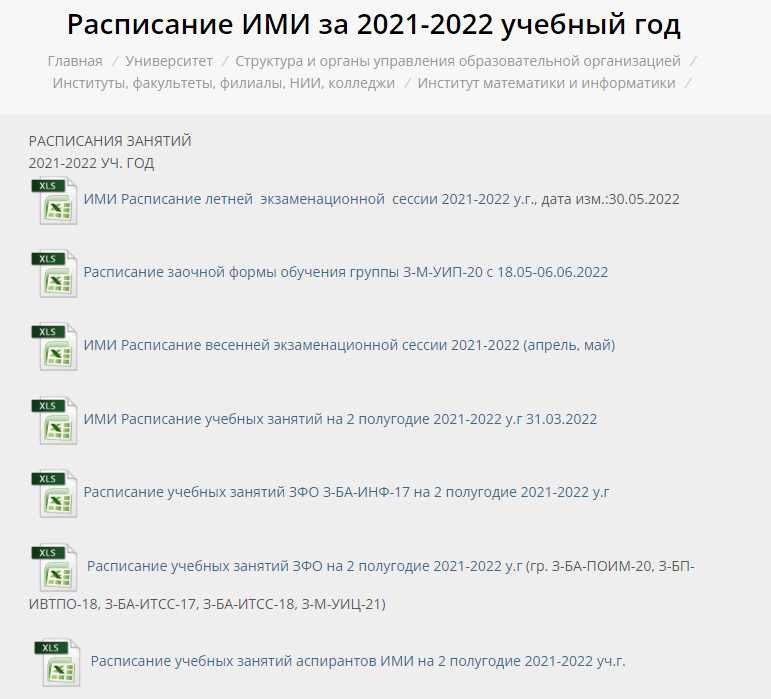 Расписание ИМИ за 2021-2022 учебный год
Главная / Университет / Структура и органы управления образовательной организацией /
Институты, факультеты, филиалы, НИИ, колледжи / Институт математики и информатики /
РАСПИСАНИЯ ЗАНЯТИЙ
2021-2022 УЧ. ГОД
XLS ИМИ Расписание летней экзаменационной сессии 2021-2022 у.г., дата изм.:30.05.2022
XLS Расписание заочной формы обучения группы З-М-УИП-20 с 18.05-06.06.2022
XLS ИМИ Расписание весенней экзаменационной сессии 2021-2022 (апрель, май)
XLS ИМИ Расписание учебных занятий на 2 полугодие 2021-2022 у.г 31.03.2022
XLS Расписание учебных занятий ЗФО З-БА-ИНФ-17 на 2 полугодие 2021-2022 у.г
XLS Расписание учебных занятий ЗФО на 2 полугодие 2021-2022 у.г (гр. З-БА-ПОИМ-20, З-БП-
ИВТПО-18, З-БА-ИТСС-17, З-БА-ИТСС-18, З-М-УИЦ-21)
XLS Расписание учебных занятий аспирантов ИМИ на 2 полугодие 2021-2022 уч.г.